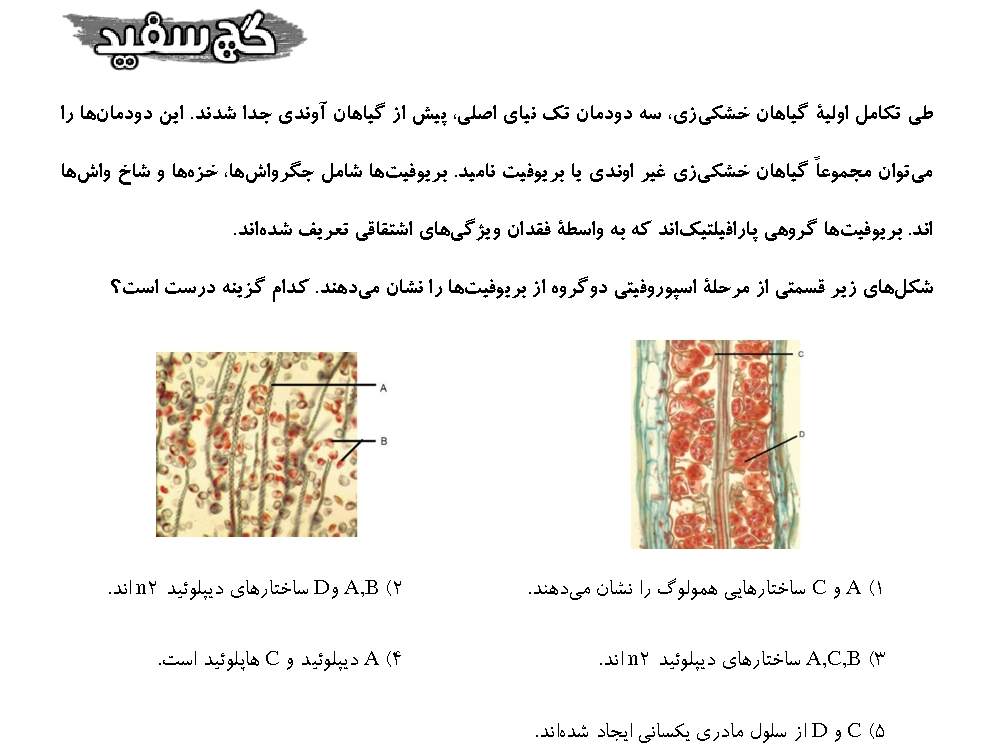 گچ سفید
طی تکامل اولیهٔ گیاهان خشکی‌زی، سه دودمان تک نیای اصلی، پیش از گیاهان آوندی جدا شدند. این دودمان‌ها را
می‌توان مجموعاً گیاهان خشکی‌زی غیر اوندی یا بریوفیت نامید. بریوفیت‌ها شامل جگرواش‌ها، خزه‌ها و شاخ واش‌ها
اند. بریوفیت‌ها گروهی پارافیلتیک‌اند که به واسطهٔ فقدان ویژگی‌های اشتقاقی تعریف شده‌اند.
شکل‌های زیر قسمتی از مرحلهٔ اسپوروفیتی دوگروه از بریوفیت‌ها را نشان می‌دهند. کدام گزینه درست است؟
C
D
A
B
۱) A و C ساختارهایی همولوگ را نشان می‌دهند.
۲) A,B وD ساختارهای دیپلوئید n۲ اند.
۳) A,C,B ساختارهای دیپلوئید n۲ اند.
۴) A دیپلوئید و C هاپلوئید است.
۵) C و D از سلول مادری یکسانی ایجاد شده‌اند.